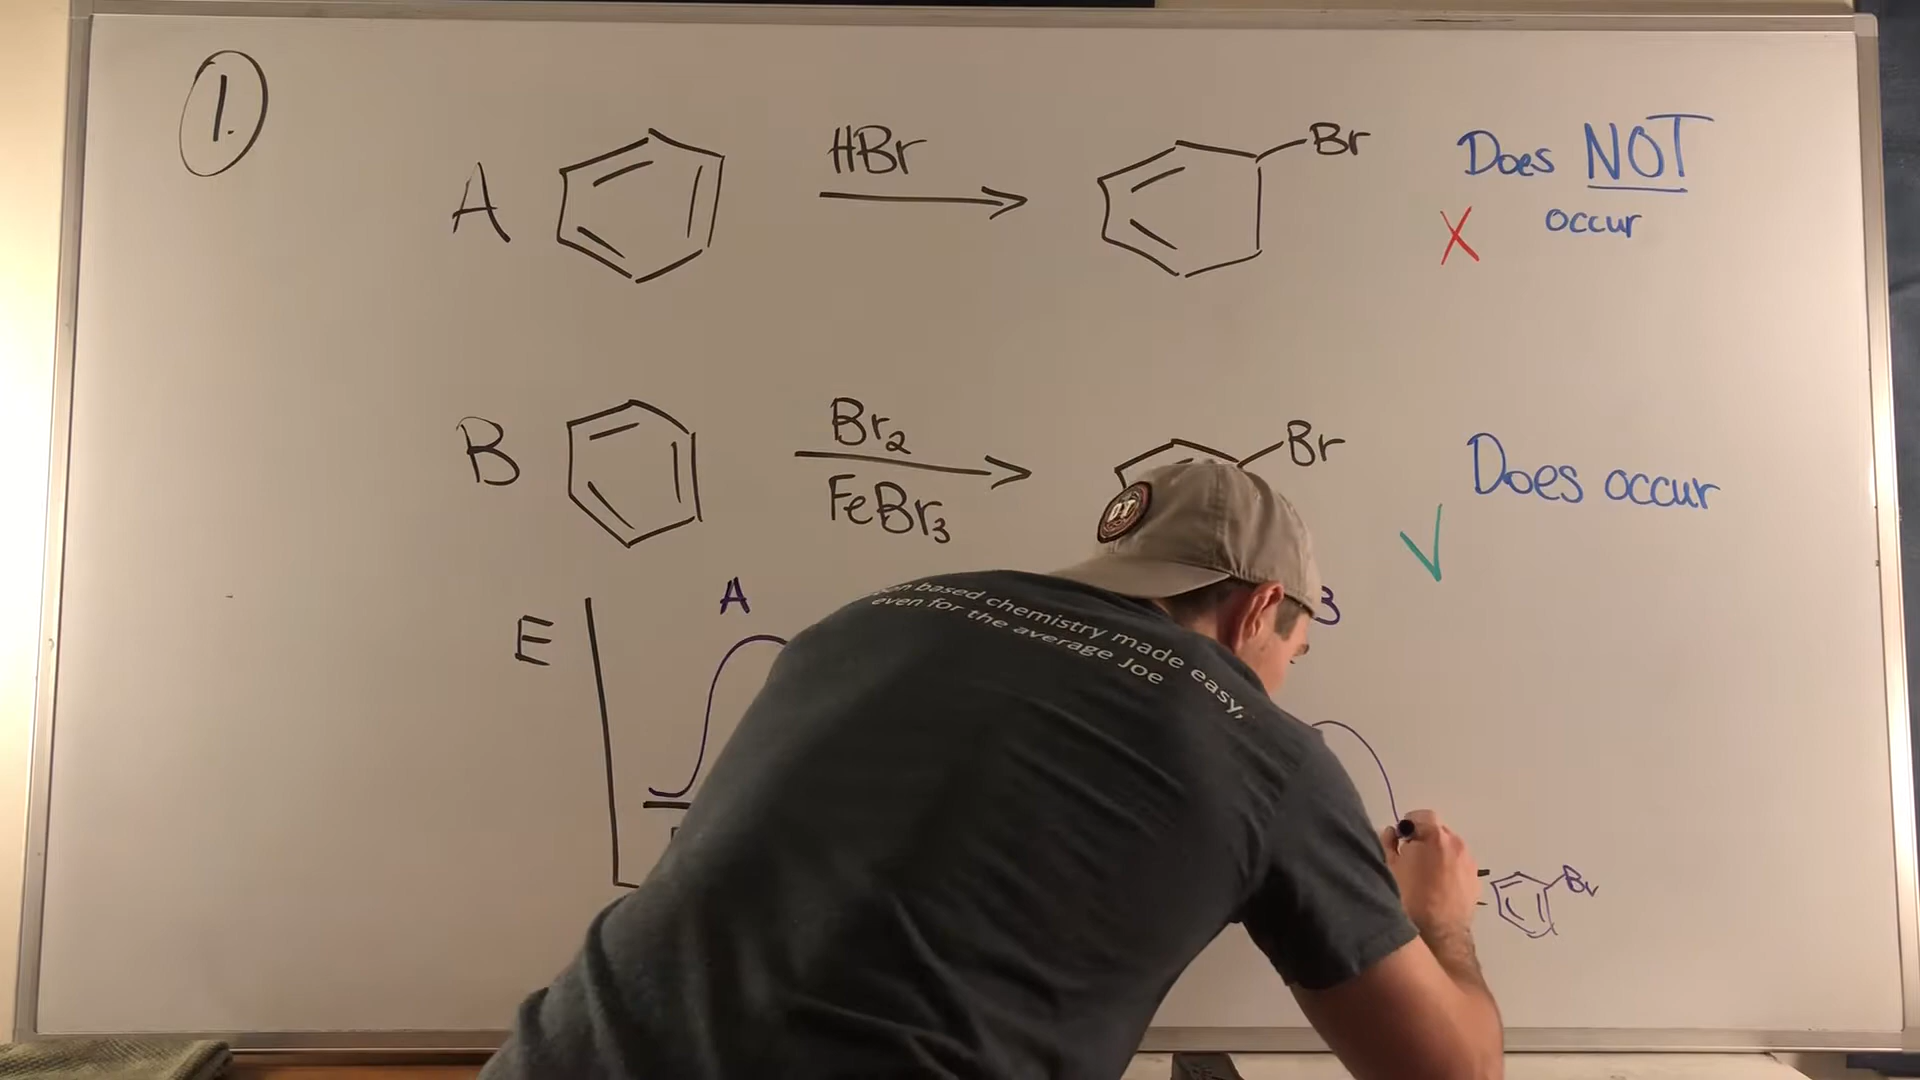 1.
A
HBr
Br
Does NOT
occur
X
B
Br2
FeBr3
Br
Does occur
E
A
based chemistry made easy,
even for the average Joe
Br